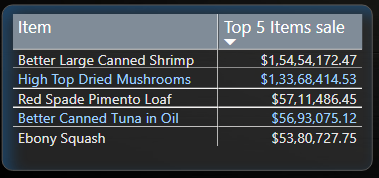 Item Top 5 Items sale
Better Large Canned Shrimp $1,54,54,172.47
High Top Dried Mushrooms $1,33,68,414.53
Red Spade Pimento Loaf $57,11,486.45
Better Canned Tuna in Oil $56,93,075.12
Ebony Squash $53,80,727.75